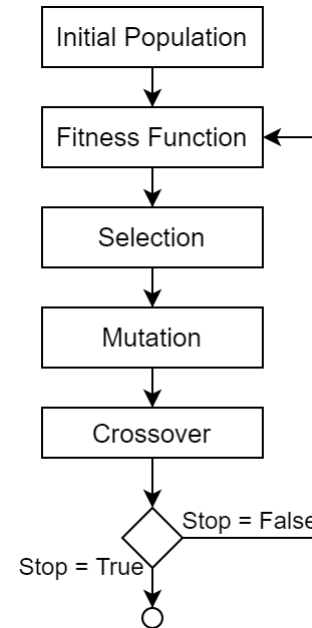 Initial Population
Fitness Function
Selection
Mutation
Crossover
Stop = False
Stop = True